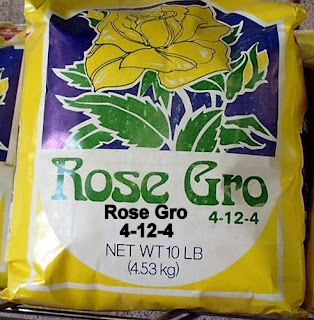 Rose Gro
4-12-4
Rose Gro
4-12-4
NET WT 10 LB
(4.53 kg)